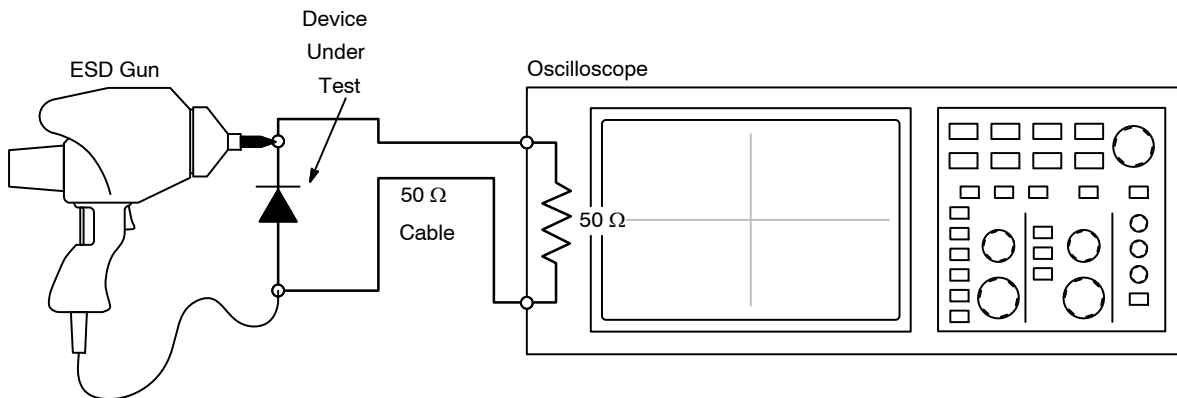 Device
Under
Test
ESD Gun
Oscilloscope
50 Ω
Cable
50 Ω